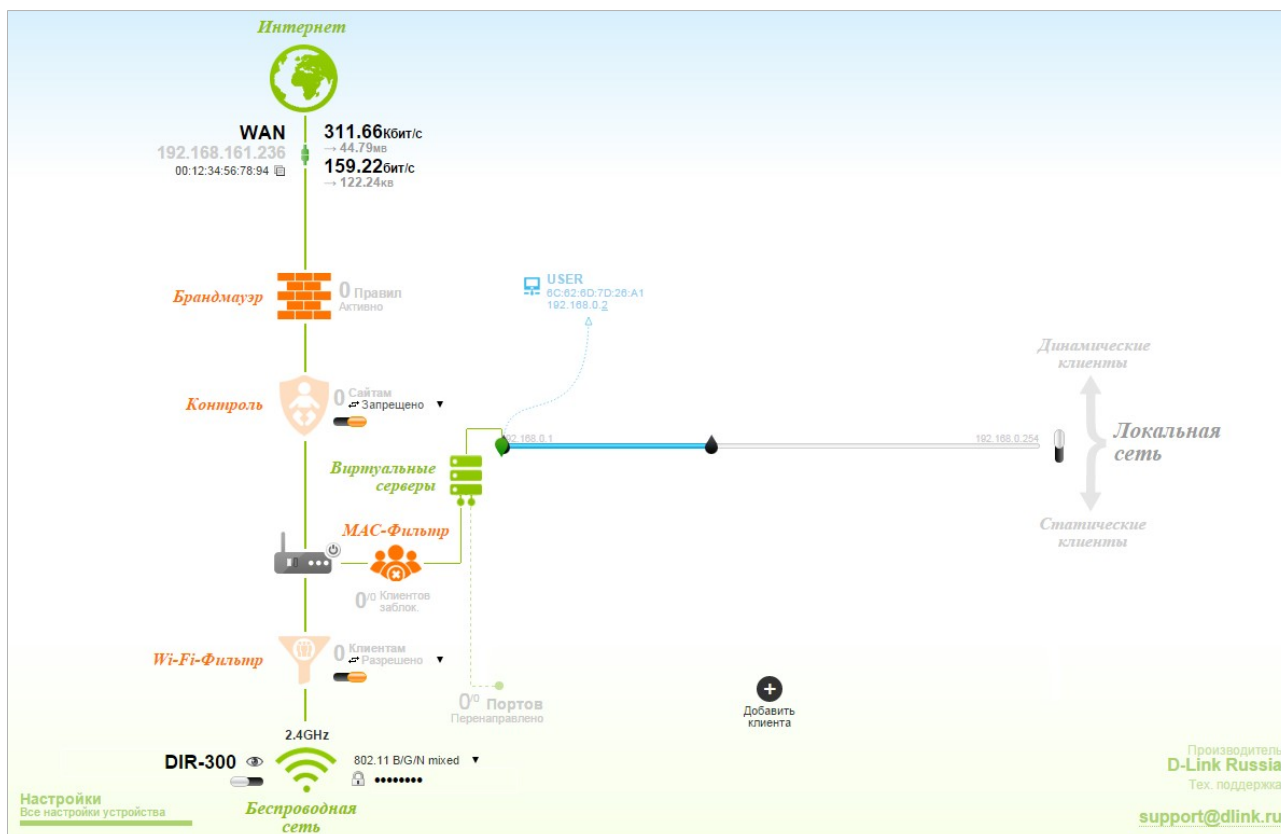 Интернет
WAN
192.168.161.236
00:12:34:56:78:94
311.66Кбит/с
→ 44.79мв
159.22бит/с
→ 122.24кв
Брандмауэр
0 Правил
Активно
USER
6C:62:6D:7D:26:A1
192.168.0.2
Контроль
0 Сайтам
Запрещено
192.168.0.1
192.168.0.254
Динамические
клиенты
Локальная
сеть
Статические
клиенты
Виртуальные
серверы
MAC-Фильтр
0/0 Клиентов
заблок.
Wi-Fi-Фильтр
0 Клиентам
Разрешено
0/0 Портов
Перенаправлено
Добавить
клиента
2.4GHz
DIR-300
802.11 B/G/N mixed
••••••••
Беспроводная
сеть
Настройки
Все настройки устройства
Производитель
D-Link Russia
Тех. поддержка
support@dlink.ru